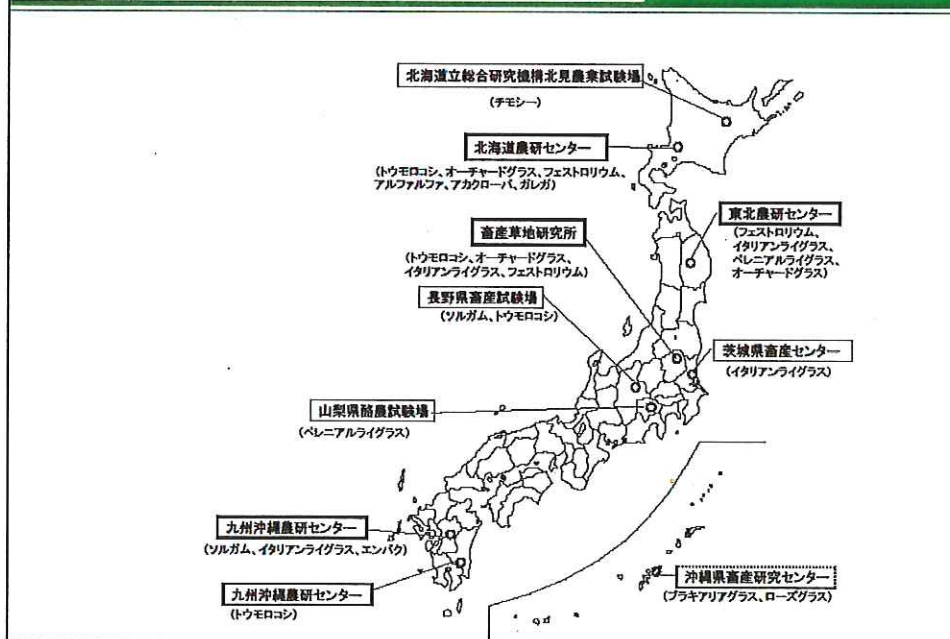 北海道立総合研究機構北見農業試験場
(チモシー)
北海道農研センター
(トウモロコシ、オーチャードグラス、フェストロリウム、
アルファルファ、アカクローバ、ガレガ)
東北農研センター
(フェストロリウム、
イタリアンライグラス、
ペレニアルライグラス、
オーチャードグラス)
畜産草地研究所
(トウモロコシ、オーチャードグラス、
イタリアンライグラス、フェストロリウム)
長野県畜産試験場
(ソルガム、トウモロコシ)
茨城県畜産センター
(イタリアンライグラス)
山梨県酪農試験場
(ペレニアルライグラス)
九州沖縄農研センター
(ソルガム、イタリアンライグラス、エンバク)
九州沖縄農研センター
(トウモロコシ)
沖縄県畜産研究センター
(ブラキアリアグラス、ローズグラス)